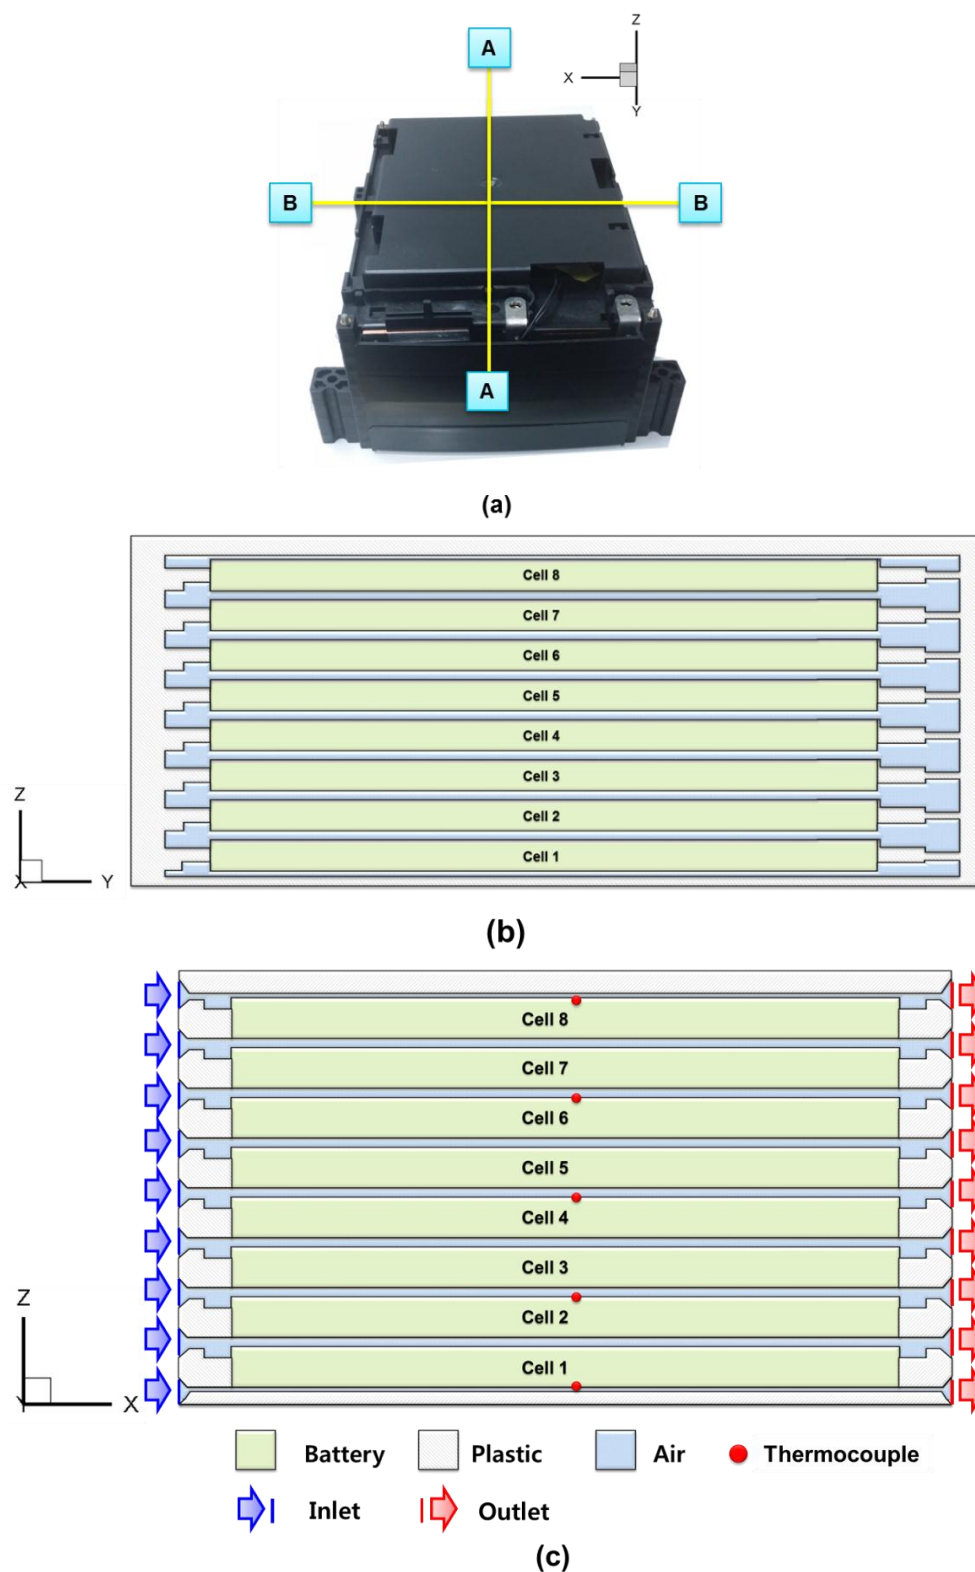 A
Z
X
Y
B
B
A
(a)
Cell 8
Cell 7
Cell 6
Cell 5
Cell 4
Cell 3
Cell 2
Cell 1
Z
X
Y
(b)
Cell 8
Cell 7
Cell 6
Cell 5
Cell 4
Cell 3
Cell 2
Cell 1
Z
Y
X
Battery Plastic Air Thermocouple
Inlet Outlet
(c)